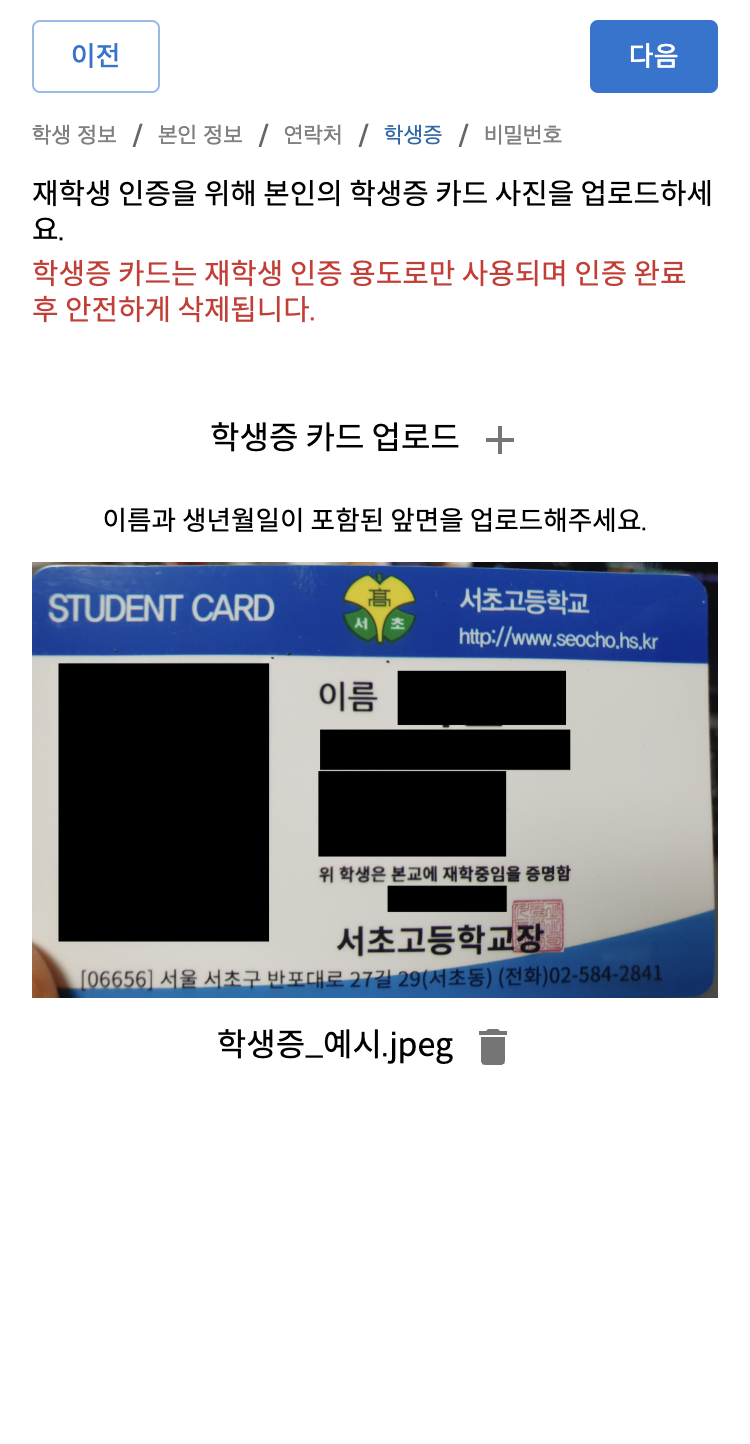 이전
다음
학생 정보 / 본인 정보 / 연락처 / 학생증 / 비밀번호
재학생 인증을 위해 본인의 학생증 카드 사진을 업로드하세
요.
학생증 카드는 재학생 인증 용도로만 사용되며 인증 완료
후 안전하게 삭제됩니다.
학생증 카드 업로드 +
이름과 생년월일이 포함된 앞면을 업로드해주세요.
STUDENT CARD
高
서 초
서초고등학교
http://www.seocho.hs.kr
이름
위 학생은 본교에 재학중임을 증명함
서초고등학교장
[06656] 서울 서초구 반포대로 27길 29(서초동) (전화)02-584-2841
학생증_예시.jpeg